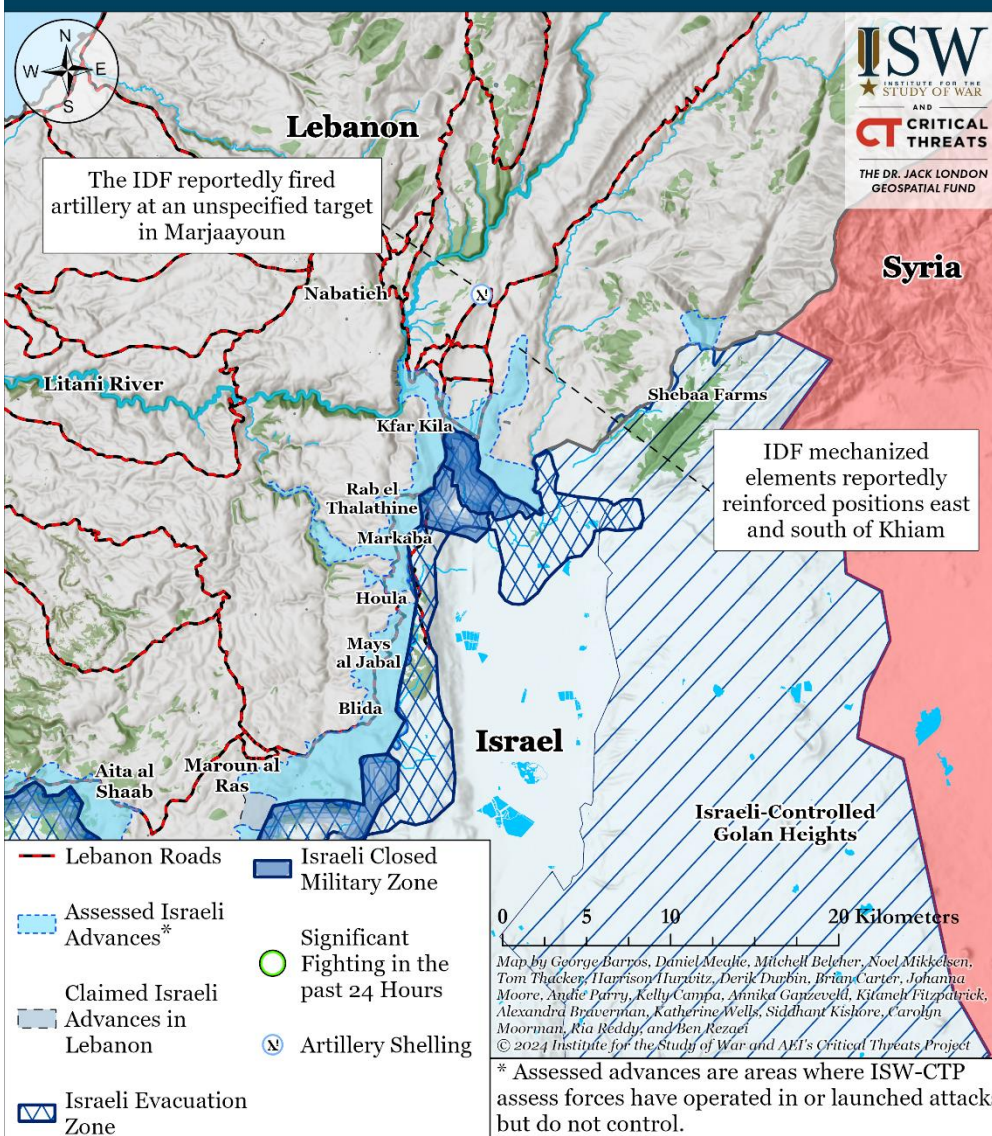 N
W E
S
ISW
INSTITUTE FOR THE
STUDY OF WAR
AND
CT CRITICAL
THREATS
THE DR. JACK LONDON
GEOSPATIAL FUND
Lebanon
The IDF reportedly fired
artillery at an unspecified target
in Marjaayoun
Syria
Nabatieh
Litani River
Shebaa Farms
Kfar Kila
IDF mechanized
elements reportedly
reinforced positions east
and south of Khiam
Rab el
Thalathine
Markaba
Houla
Mays
al Jabal
Blida
Israel
Aita al
Shaab
Maroun al
Ras
Israeli-Controlled
Golan Heights
Lebanon Roads
Assessed Israeli
Advances*
Claimed Israeli
Advances in
Lebanon
Israeli Evacuation
Zone
Israeli Closed
Military Zone
Significant
Fighting in the
past 24 Hours
Artillery Shelling
0 5 10 20 Kilometers
Map by George Barros, Daniel Mealie, Mitchell Belcher, Noel Mikkelsen,
Tom Thacker, Harrison Hurwitz, Derik Durbin, Brian Carter, Johanna
Moore, Andie Parry, Kelly Campa, Annika Ganzeveld, Kitaneh Fitzpatrick,
Alexandra Braverman, Katherine Wells, Siddhant Kishore, Carolyn
Moorman, Ria Reddy, and Ben Rezaei
© 2024 Institute for the Study of War and AEI's Critical Threats Project
* Assessed advances are areas where ISW-CTP
assess forces have operated in or launched attacks
but do not control.